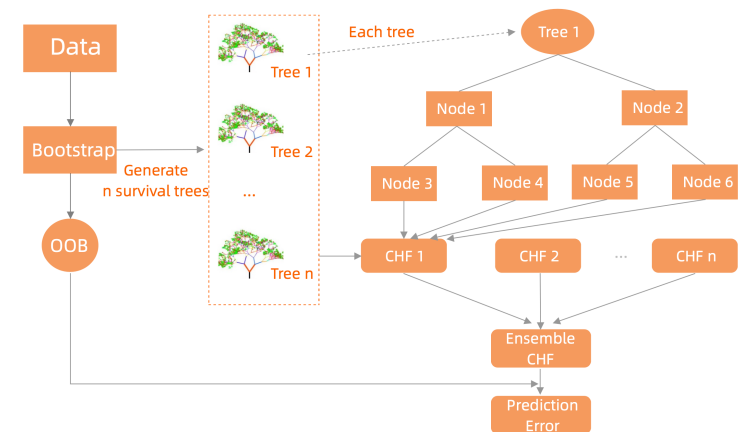 Data
Bootstrap
OOB
Generate
n survival trees
Tree 1
Tree 2
...
Tree n
Each tree
Tree 1
Node 1
Node 2
Node 3
Node 4
Node 5
Node 6
CHF 1
CHF 2
...
CHF n
Ensemble
CHF
Prediction
Error